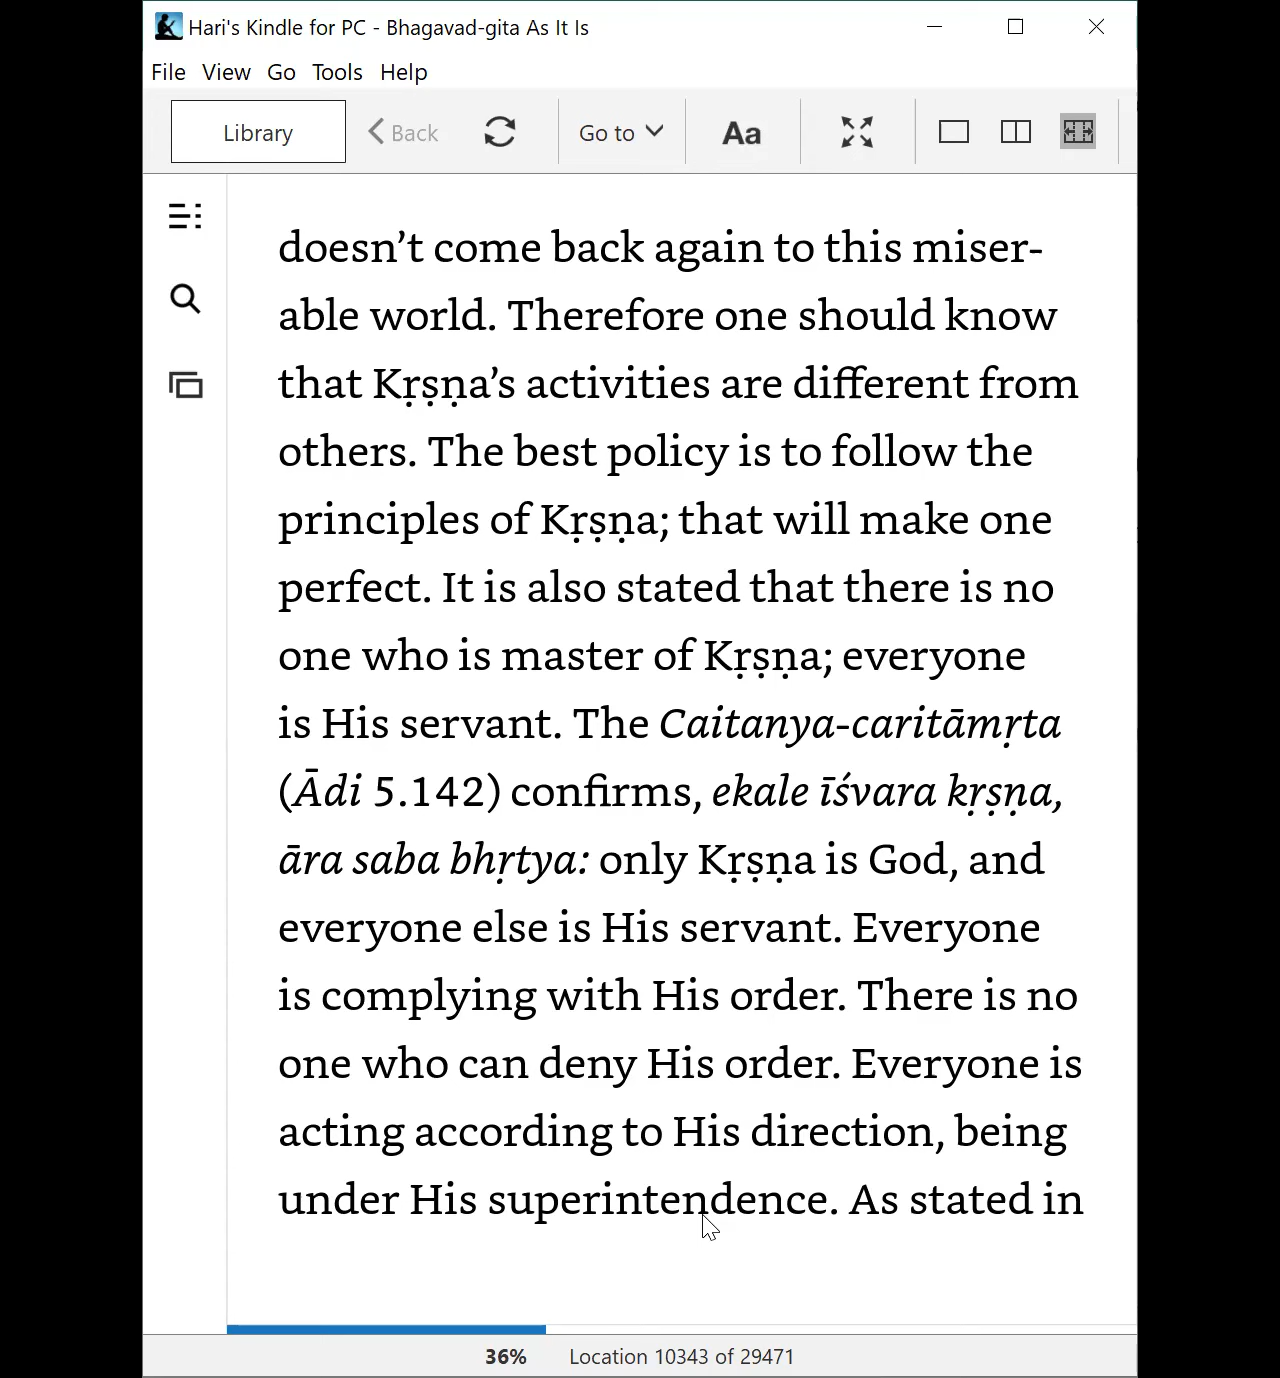 Hari's Kindle for PC - Bhagavad-gita As It Is
File View Go Tools Help
Library Back Go to Aa
doesn’t come back again to this miser-
able world. Therefore one should know
that Kṛṣṇa’s activities are different from
others. The best policy is to follow the
principles of Kṛṣṇa; that will make one
perfect. It is also stated that there is no
one who is master of Kṛṣṇa; everyone
is His servant. The Caitanya-caritāmṛta
(Ādi 5.142) confirms, ekale īśvara kṛṣṇa,
āra saba bhṛtya: only Kṛṣṇa is God, and
everyone else is His servant. Everyone
is complying with His order. There is no
one who can deny His order. Everyone is
acting according to His direction, being
under His superintendence. As stated in
36% Location 10343 of 29471